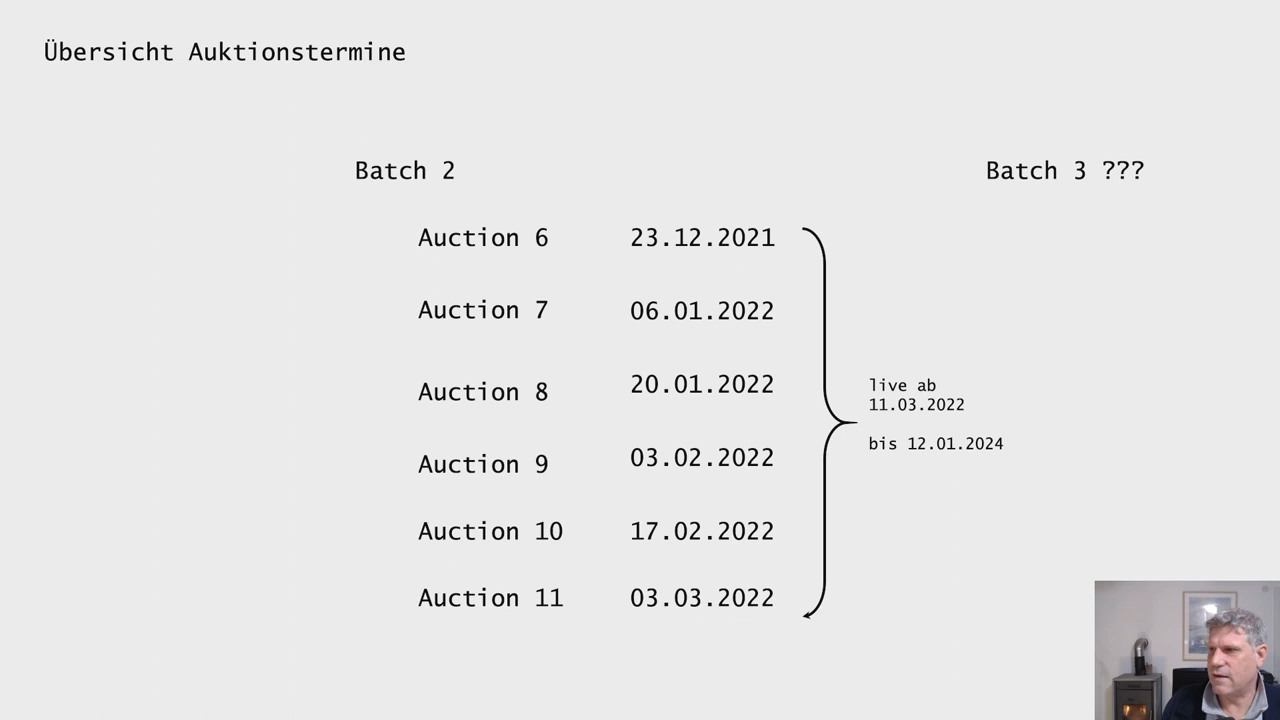 Übersicht Auktionstermine
Batch 2
Batch 3 ???
Auction 6 23.12.2021
Auction 7 06.01.2022
Auction 8 20.01.2022
Auction 9 03.02.2022
Auction 10 17.02.2022
Auction 11 03.03.2022
live ab
11.03.2022
bis 12.01.2024